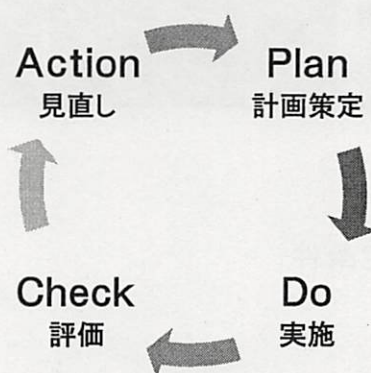 Action
見直し
Plan
計画策定
Check
評価
Do
実施